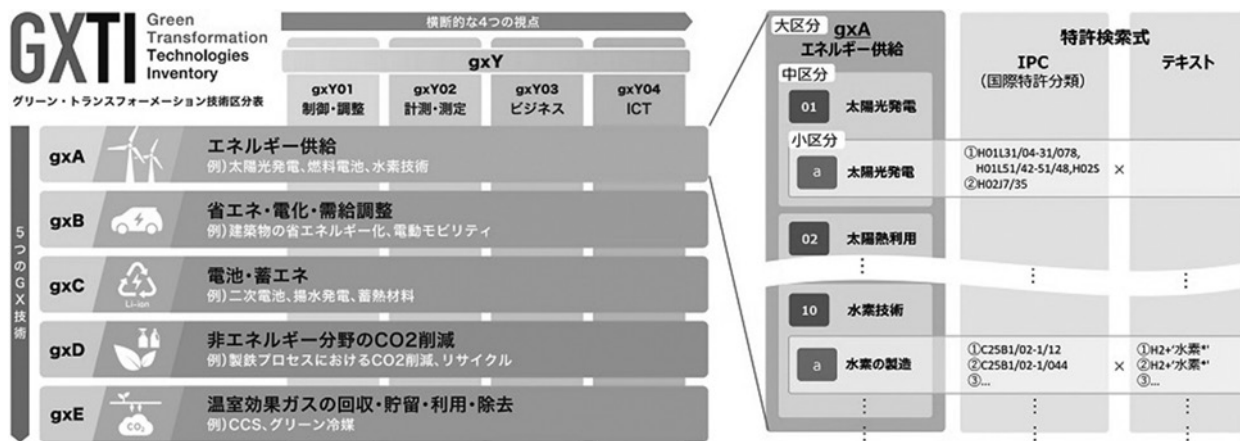 GXTI
Green
Transformation
Technologies
Inventory
グリーン・トランスフォーメーション技術区分表
横断的な4つの視点
gxY
gxY01
制御・調整
gxY02
計測・測定
gxY03
ビジネス
gxY04
ICT
5つのGX技術
gxA
エネルギー供給
例)太陽光発電、燃料電池、水素技術
gxB
省エネ・電化・需給調整
例)建築物の省エネルギー化、電動モビリティ
gxC
Li-ion
電池・蓄エネ
例)二次電池、揚水発電、蓄熱材料
gxD
非エネルギー分野のCO2削減
例)製鉄プロセスにおけるCO2削減、リサイクル
gxE
CO₂
温室効果ガスの回収・貯留・利用・除去
例)CCS、グリーン冷媒
大区分
gxA
エネルギー供給
特許検索式
IPC
(国際特許分類)
テキスト
中区分
01 太陽光発電
小区分
a 太陽光発電
①H01L31/04-31/078,
H01L51/42-51/48,H02S
②H02J7/35
×
02 太陽熱利用
⋮ ⋮ ⋮
10 水素技術
a 水素の製造
①C25B1/02-1/12
②C25B1/02-1/044
③...
×
①H2+'水素*'
②H2+'水素*'
③...
⋮ ⋮ ⋮